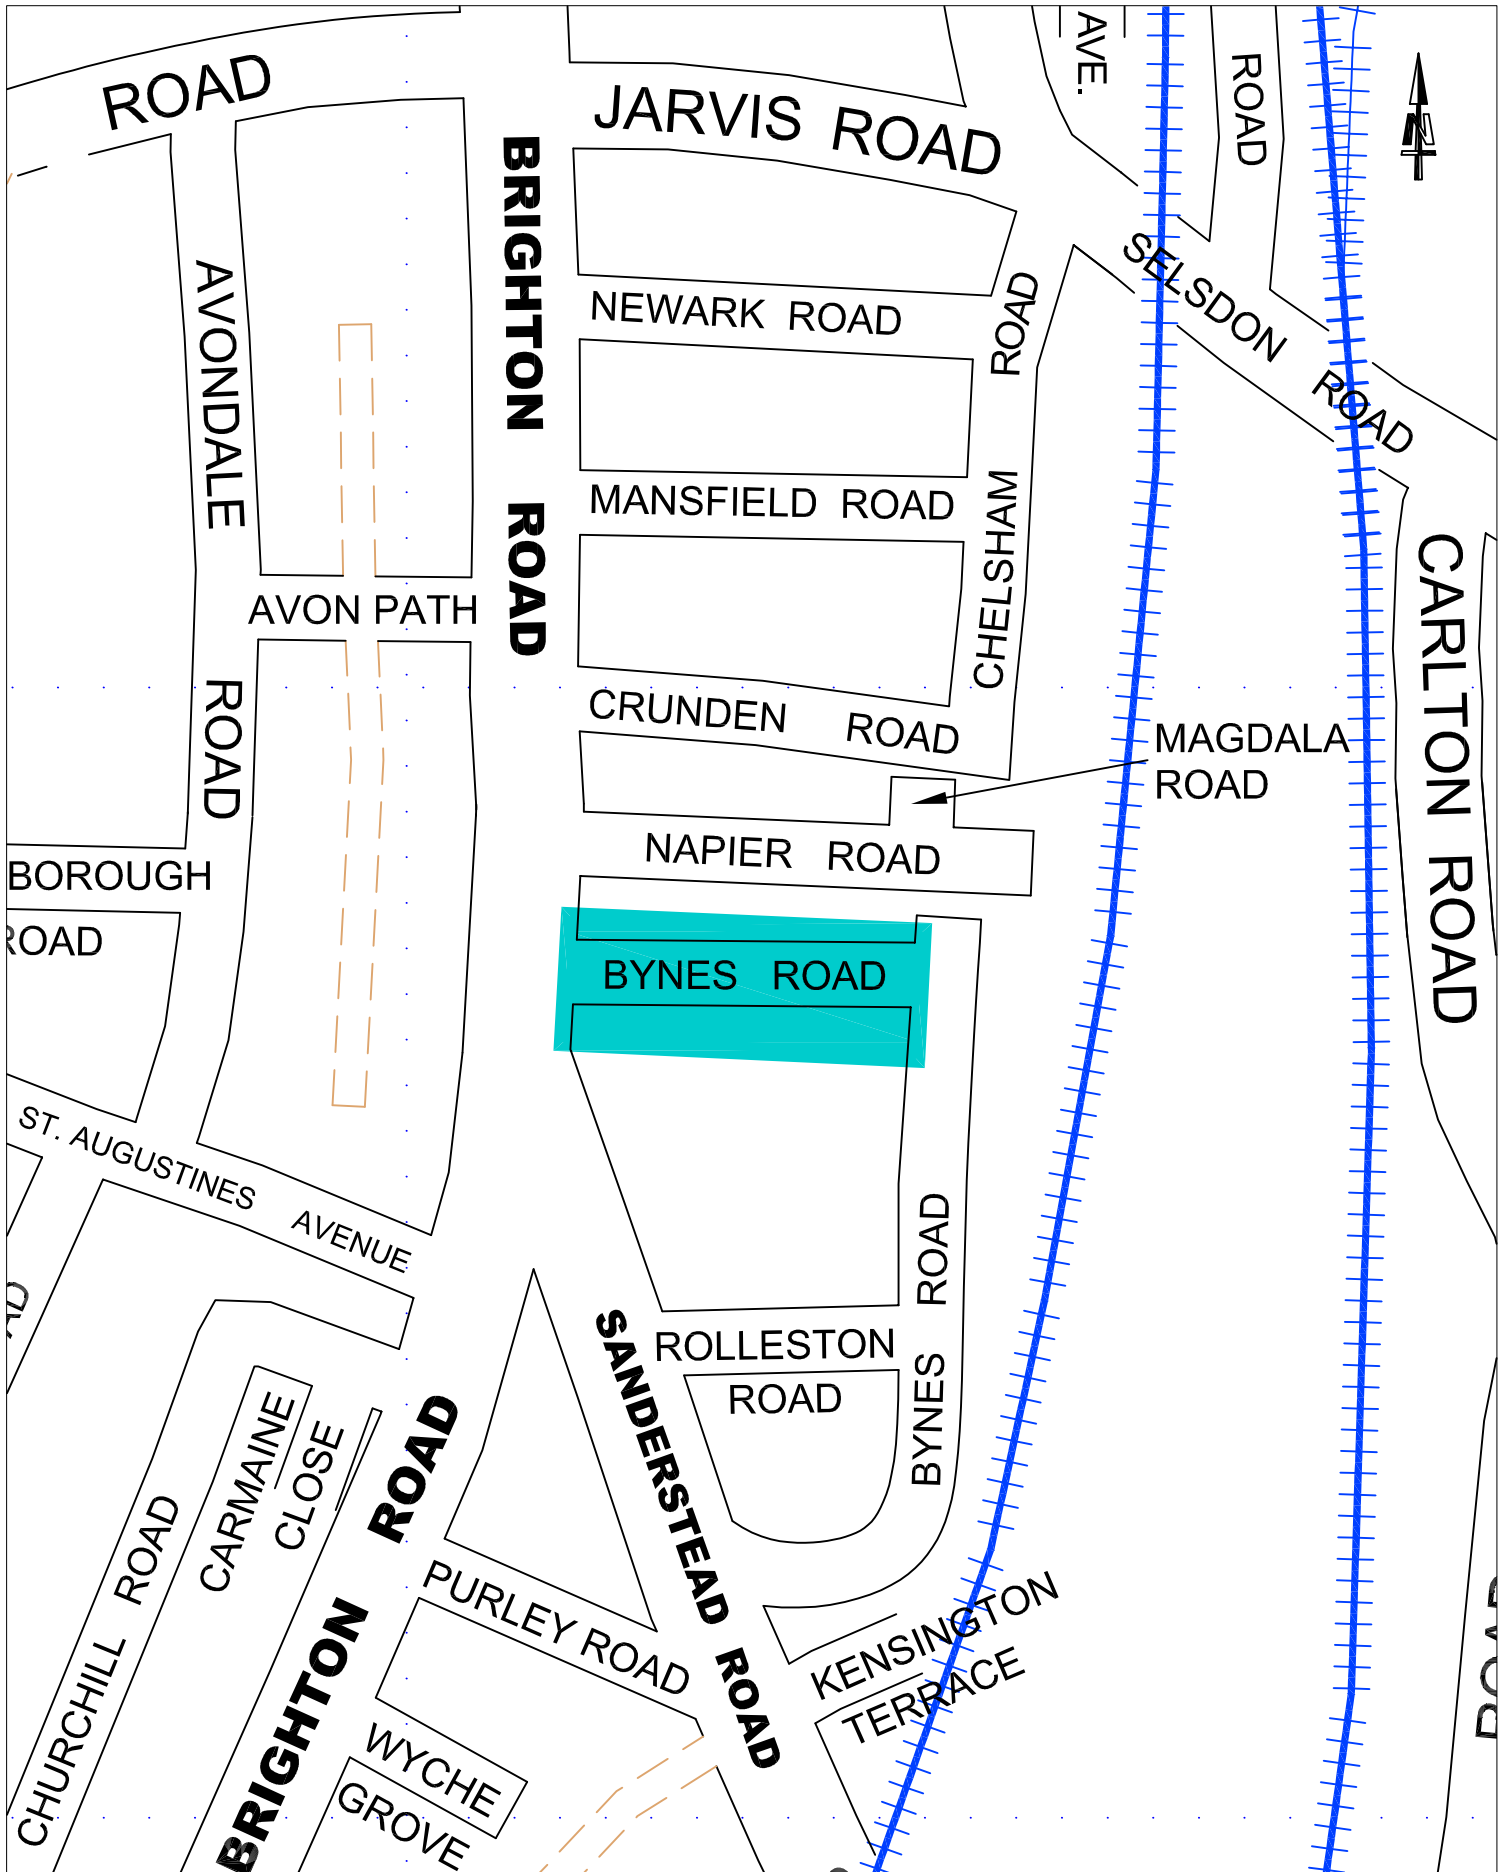 ROAD
JARVIS ROAD
AVE.
ROAD
N
BRIGHTON ROAD
AVONDALE ROAD
NEWARK ROAD
CHELSHAM ROAD
SELSDON ROAD
MANSFIELD ROAD
AVON PATH
CARLTON ROAD
CRUNDEN ROAD
MAGDALA
ROAD
NAPIER ROAD
BOROUGH
ROAD
BYNES ROAD
ST. AUGUSTINES AVENUE
BYNES ROAD
ROLLESTON
ROAD
SANDERSTEAD ROAD
CARMAINE
CLOSE
BRIGHTON ROAD
CHURCHILL ROAD
PURLEY ROAD
KENSINGTON
TERRACE
WYCHE
GROVE
ROAD